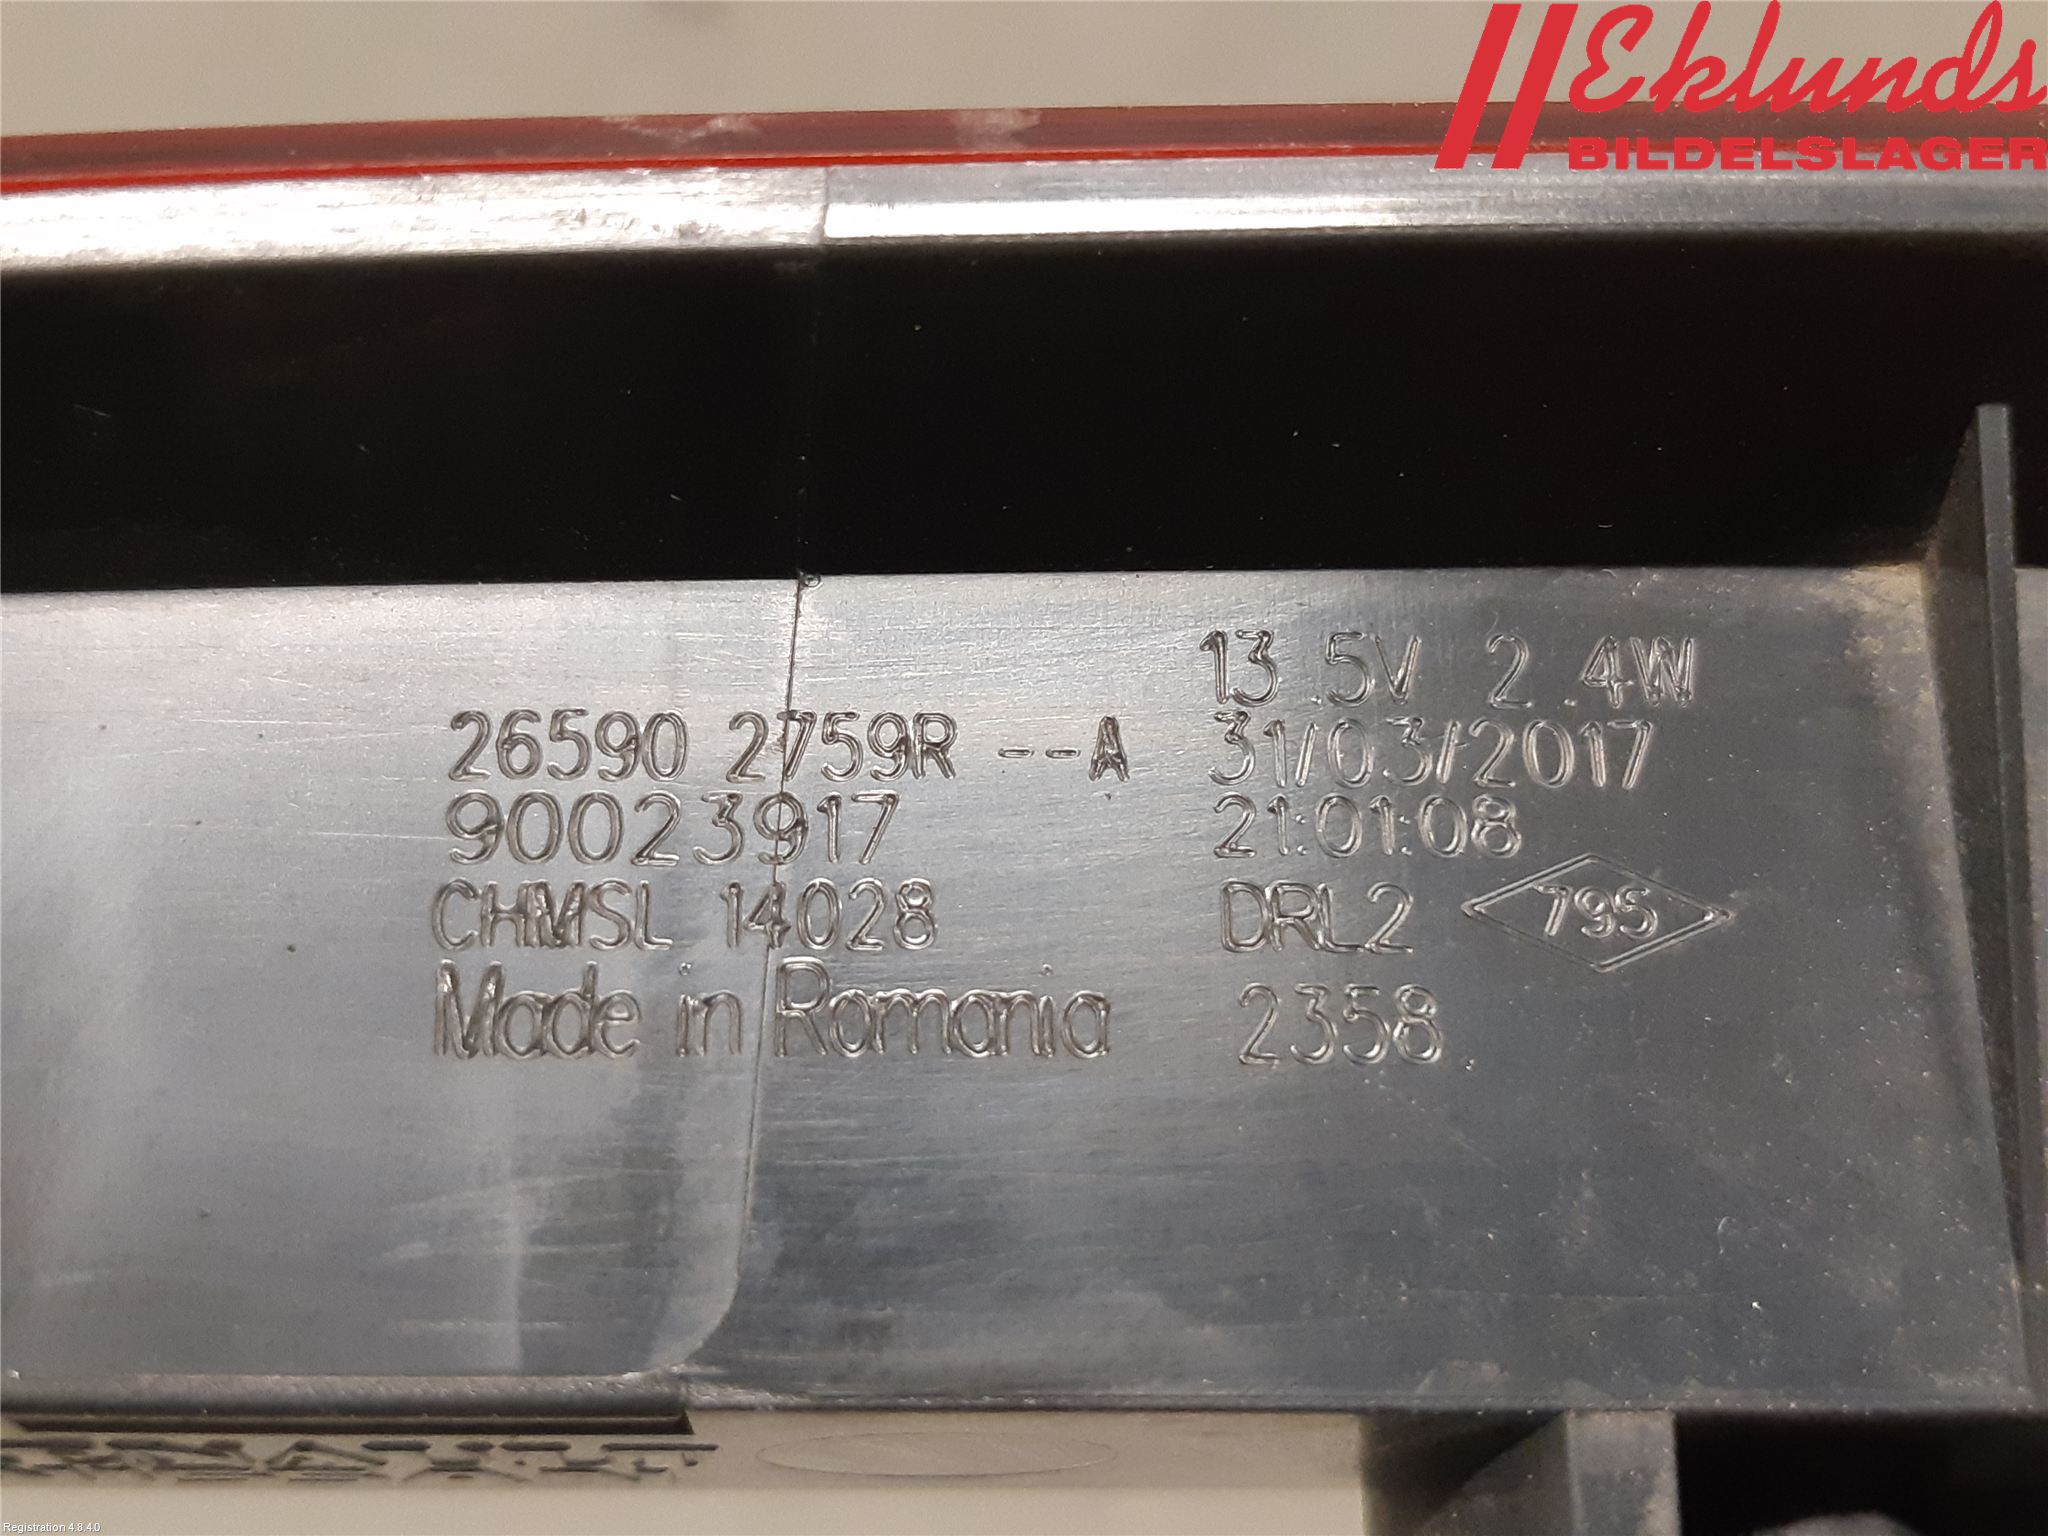 Eklunds
BILDELSLAGER
13.5V 2.4W
26590 2759R --A 31/03/2017
90023917 21:01:08
CHMSL 14028 DRL2 795
Made in Romania 2358
Registration 4.8.4.0